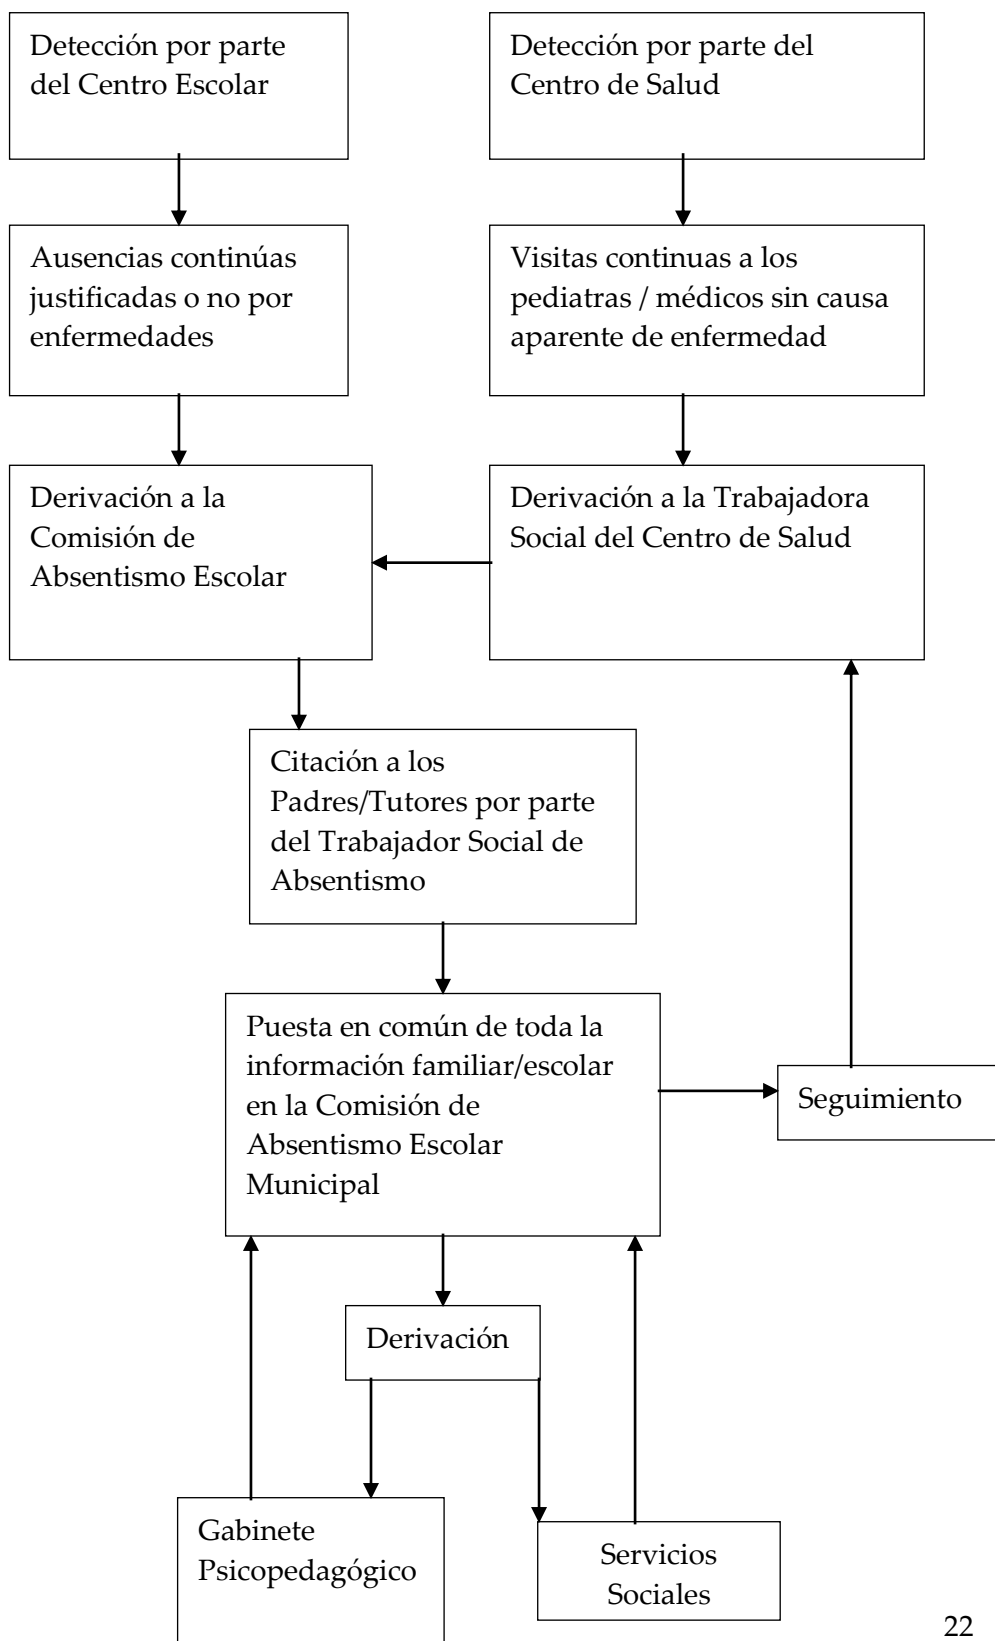 Detección por parte
del Centro Escolar
Detección por parte del
Centro de Salud
Ausencias continúas
justificadas o no por
enfermedades
Visitas continuas a los
pediatras / médicos sin causa
aparente de enfermedad
Derivación a la
Comisión de
Absentismo Escolar
Derivación a la Trabajadora
Social del Centro de Salud
Citación a los
Padres/Tutores por parte
del Trabajador Social de
Absentismo
Puesta en común de toda la
información familiar/escolar
en la Comisión de
Absentismo Escolar
Municipal
Seguimiento
Derivación
Gabinete
Psicopedagógico
Servicios
Sociales
22